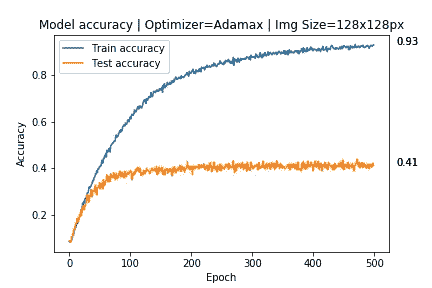 Model accuracy | Optimizer=Adamax | Img Size=128x128px
Train accuracy
Test accuracy
0.93
0.41
Accuracy
0.8
0.6
0.4
0.2
0 100 200 300 400 500
Epoch